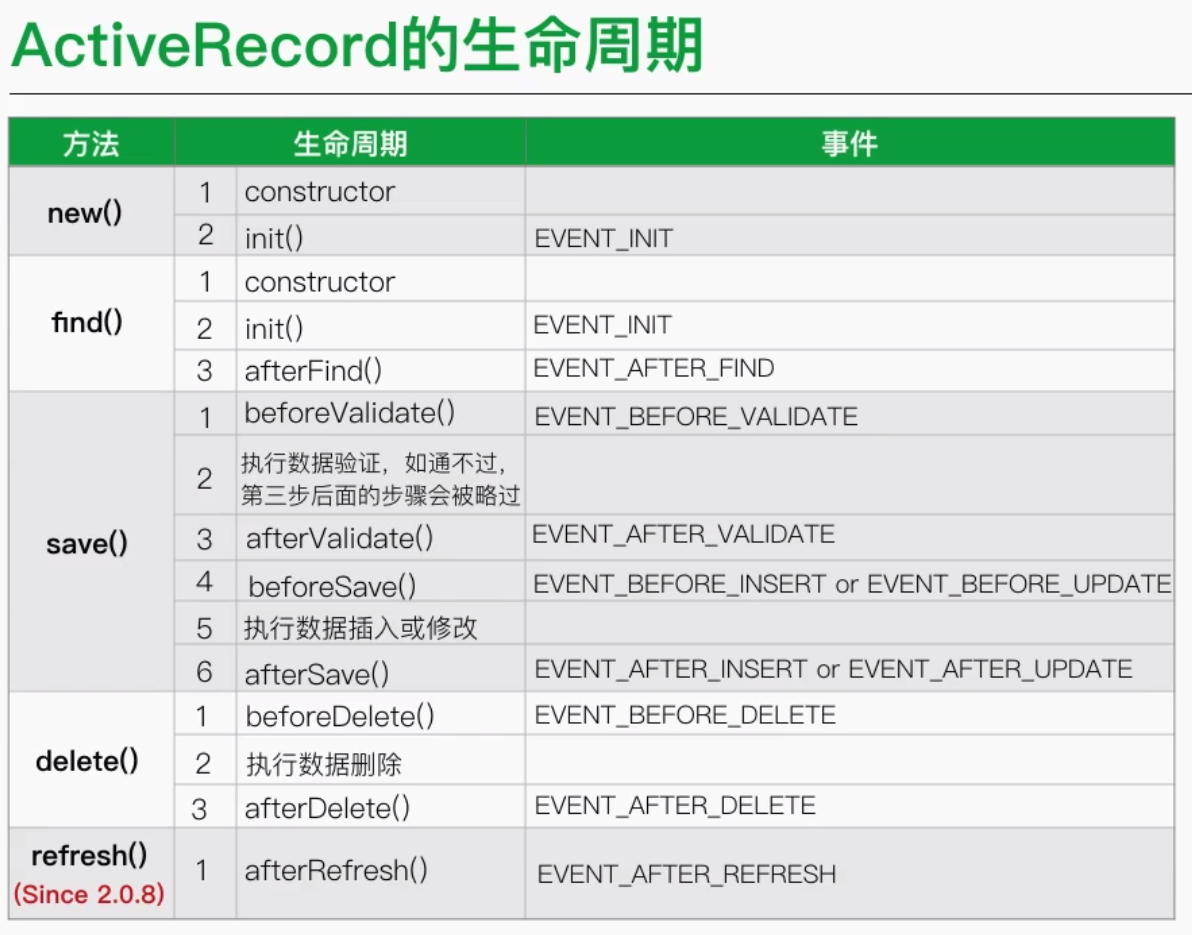 ActiveRecord的生命周期
方法 生命周期 事件
new()
1 constructor
2 init() EVENT_INIT
find()
1 constructor
2 init() EVENT_INIT
3 afterFind() EVENT_AFTER_FIND
save()
1 beforeValidate() EVENT_BEFORE_VALIDATE
2 执行数据验证，如通不过，
第三步后面的步骤会被略过
3 afterValidate() EVENT_AFTER_VALIDATE
4 beforeSave() EVENT_BEFORE_INSERT or EVENT_BEFORE_UPDATE
5 执行数据插入或修改
6 afterSave() EVENT_AFTER_INSERT or EVENT_AFTER_UPDATE
delete()
1 beforeDelete() EVENT_BEFORE_DELETE
2 执行数据删除
3 afterDelete() EVENT_AFTER_DELETE
refresh()
(Since 2.0.8)
1 afterRefresh() EVENT_AFTER_REFRESH